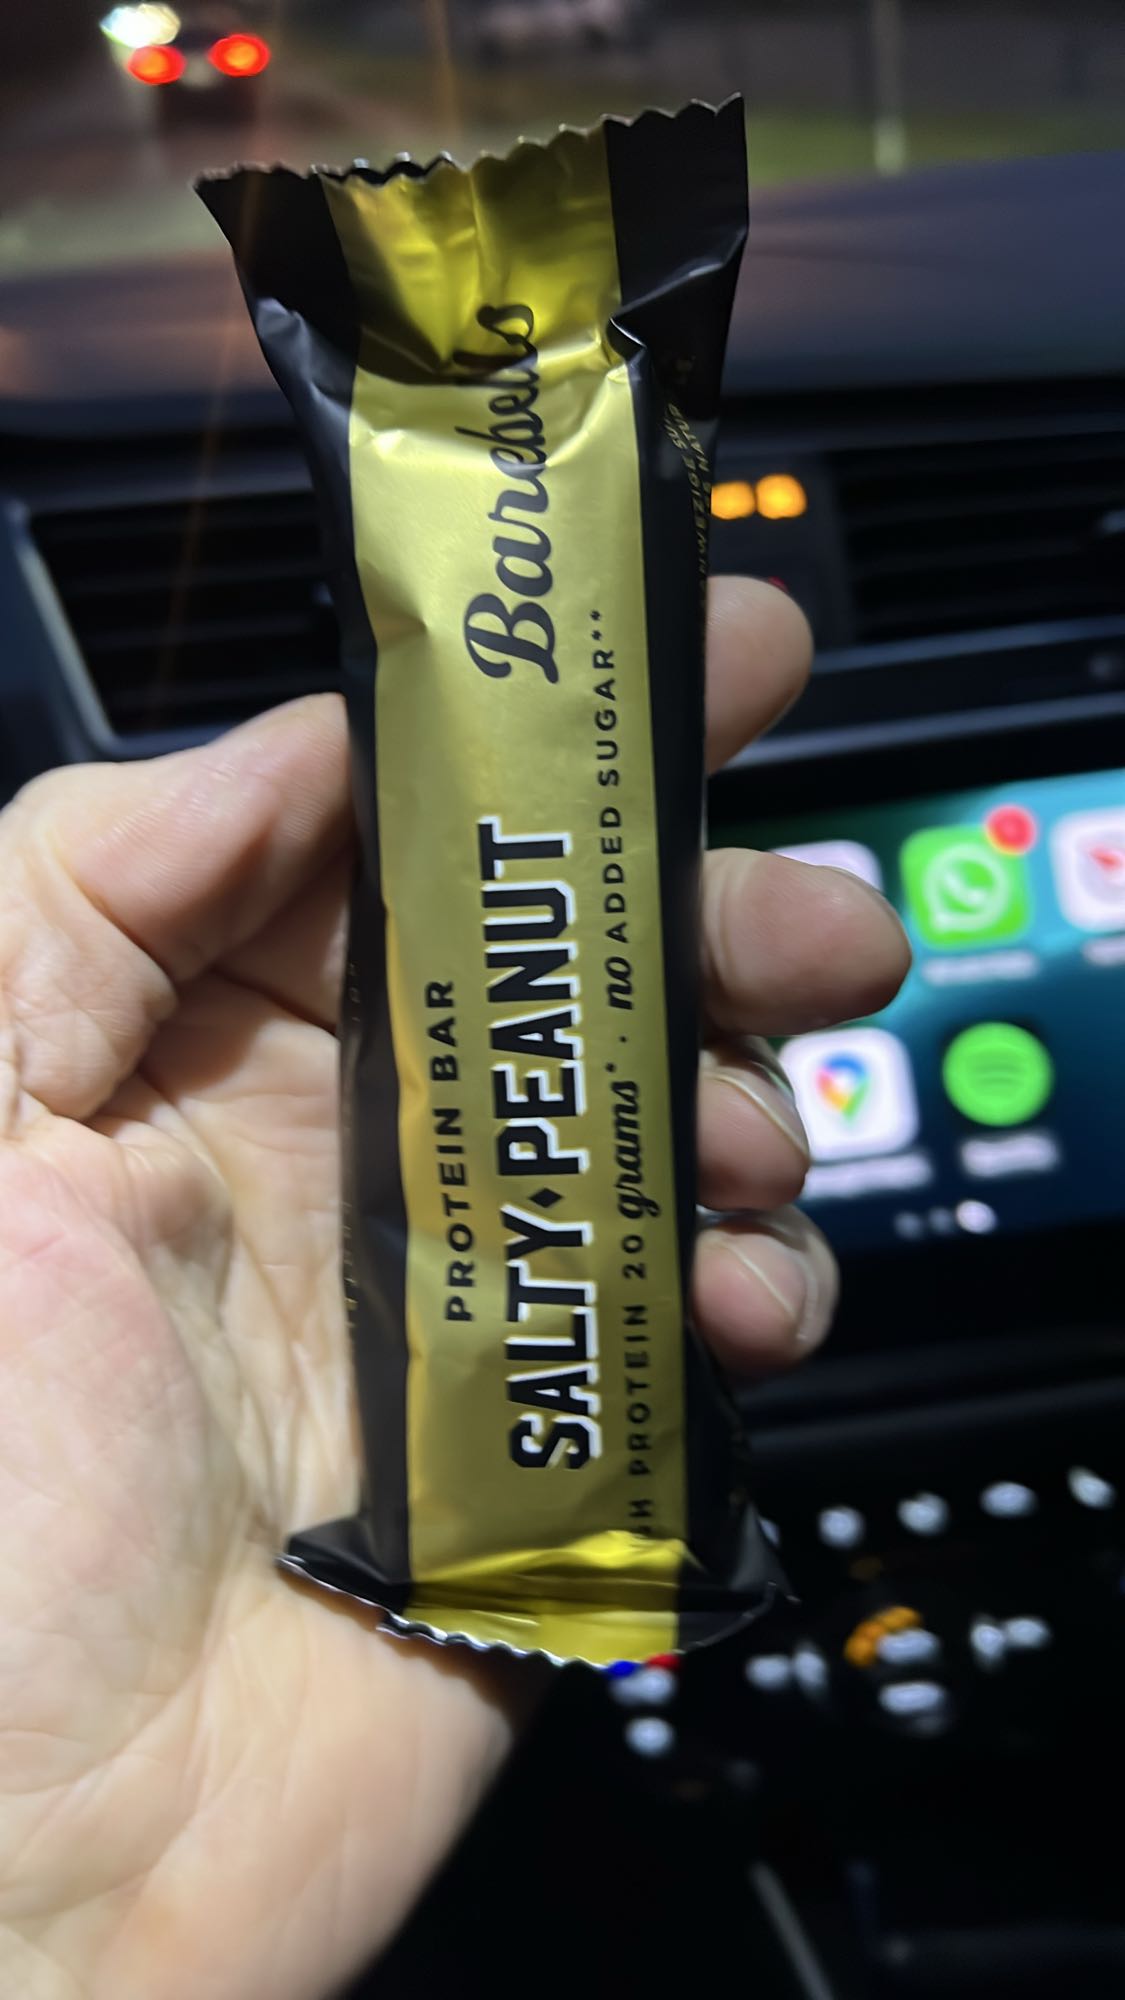 Barebells
PROTEIN BAR
SALTY PEANUT
PROTEIN 20 grams* · no ADDED SUGAR**